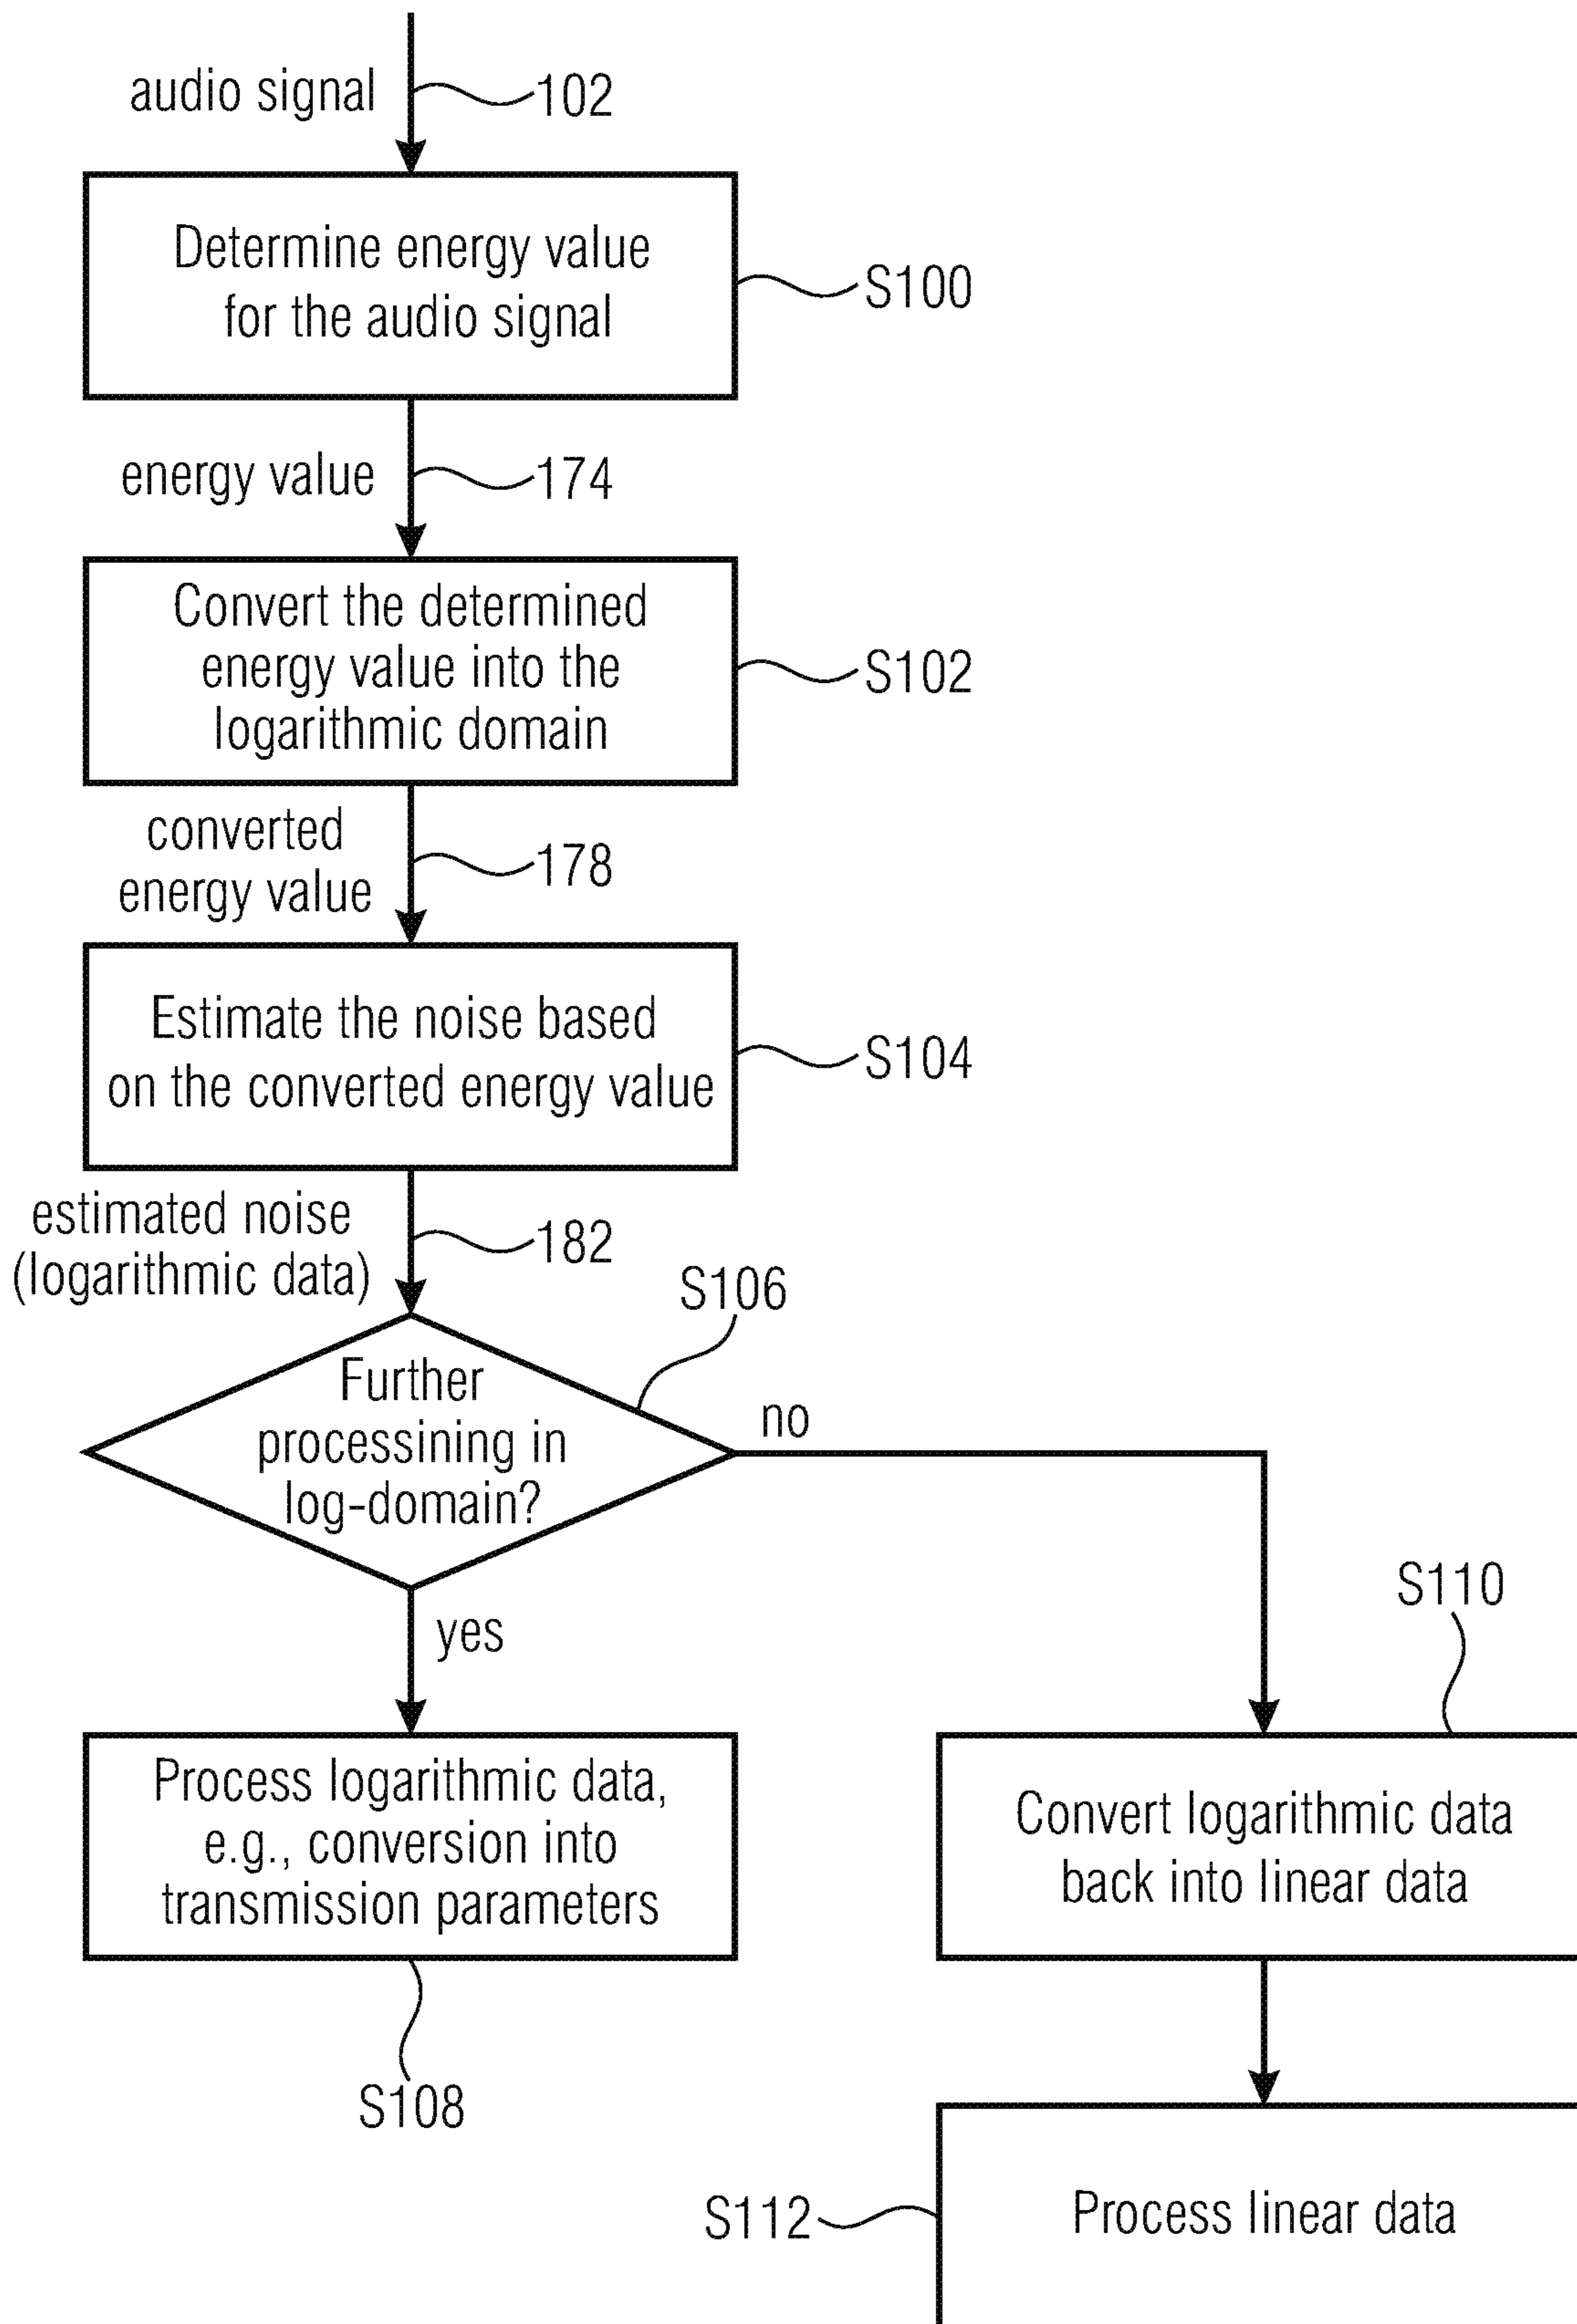 audio signal
102
Determine energy value
for the audio signal
S100
energy value
174
Convert the determined
energy value into the
logarithmic domain
S102
converted
energy value
178
Estimate the noise based
on the converted energy value
S104
estimated noise
(logarithmic data)
182
S106
Further
processining in
log-domain?
no
yes
S110
Process logarithmic data,
e.g., conversion into
transmission parameters
Convert logarithmic data
back into linear data
S108
S112
Process linear data